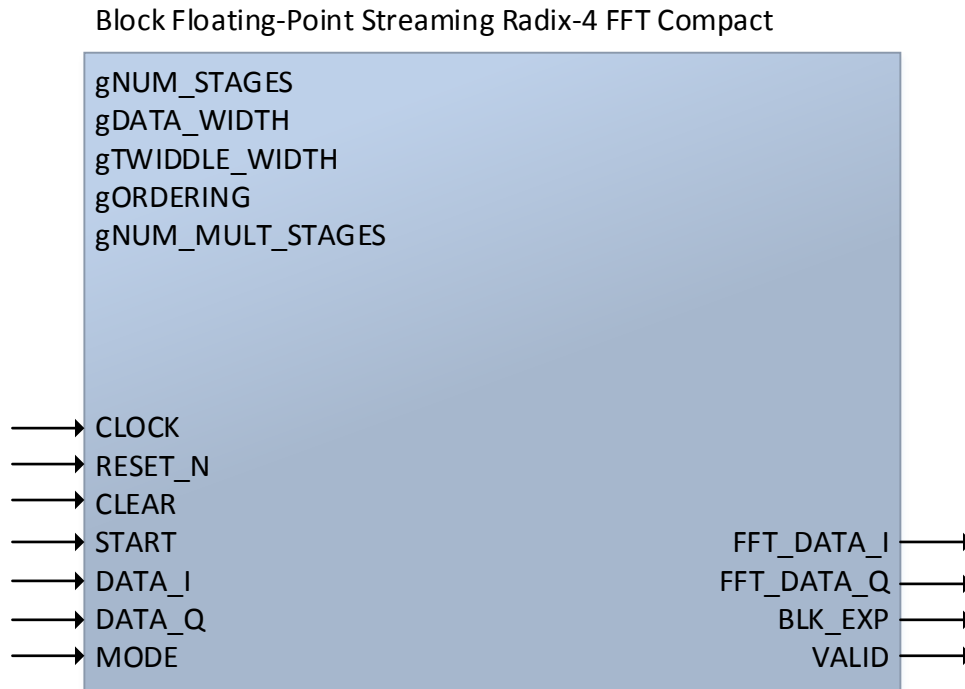 Block Floating-Point Streaming Radix-4 FFT Compact
gNUM_STAGES
gDATA_WIDTH
gTWIDDLE_WIDTH
gORDERING
gNUM_MULT_STAGES
CLOCK
RESET_N
CLEAR
START FFT_DATA_I
DATA_I FFT_DATA_Q
DATA_Q BLK_EXP
MODE VALID